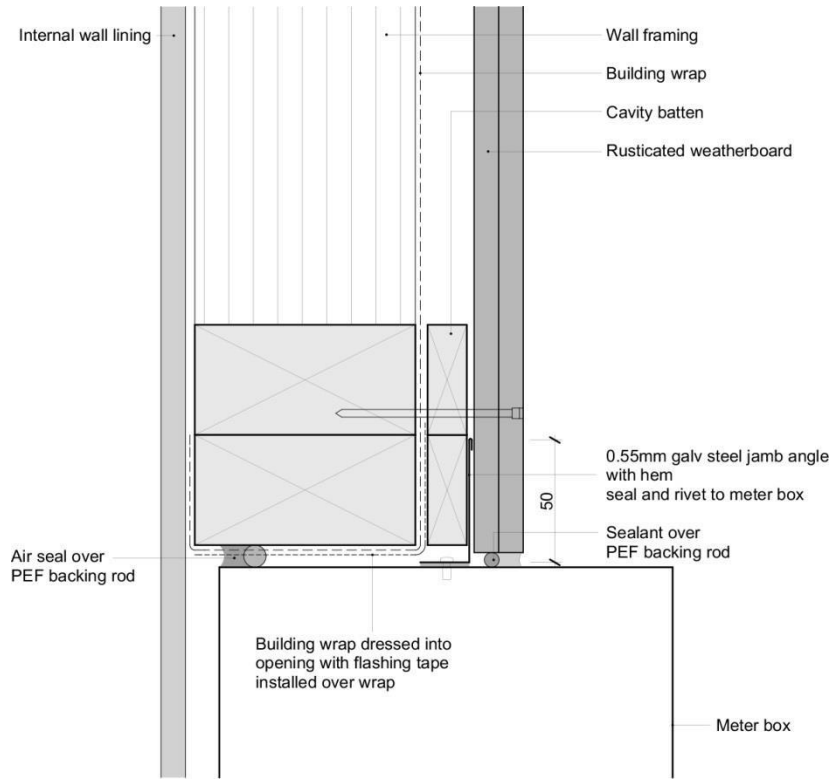 Internal wall lining
Wall framing
Building wrap
Cavity batten
Rusticated weatherboard
0.55mm galv steel jamb angle
with hem
seal and rivet to meter box
50
Sealant over
PEF backing rod
Air seal over
PEF backing rod
Building wrap dressed into
opening with flashing tape
installed over wrap
Meter box